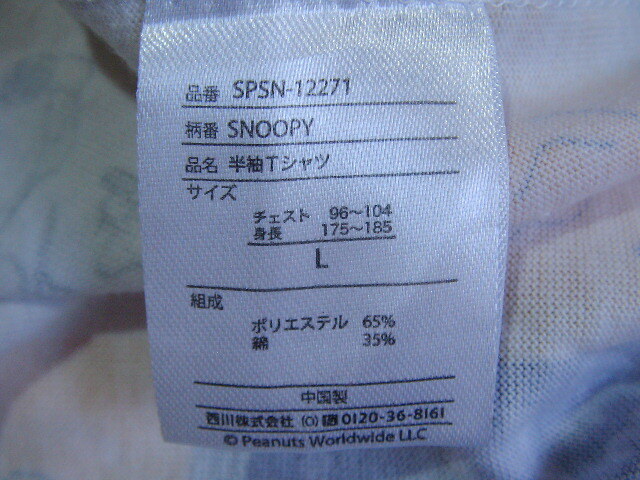 品番 SPSN-12271
柄番 SNOOPY
品名 半袖Tシャツ
サイズ
チェスト 96〜104
身長 175〜185
L
組成
ポリエステル 65%
綿 35%
中国製
西川株式会社 (O) 0120-36-8161
© Peanuts Worldwide LLC